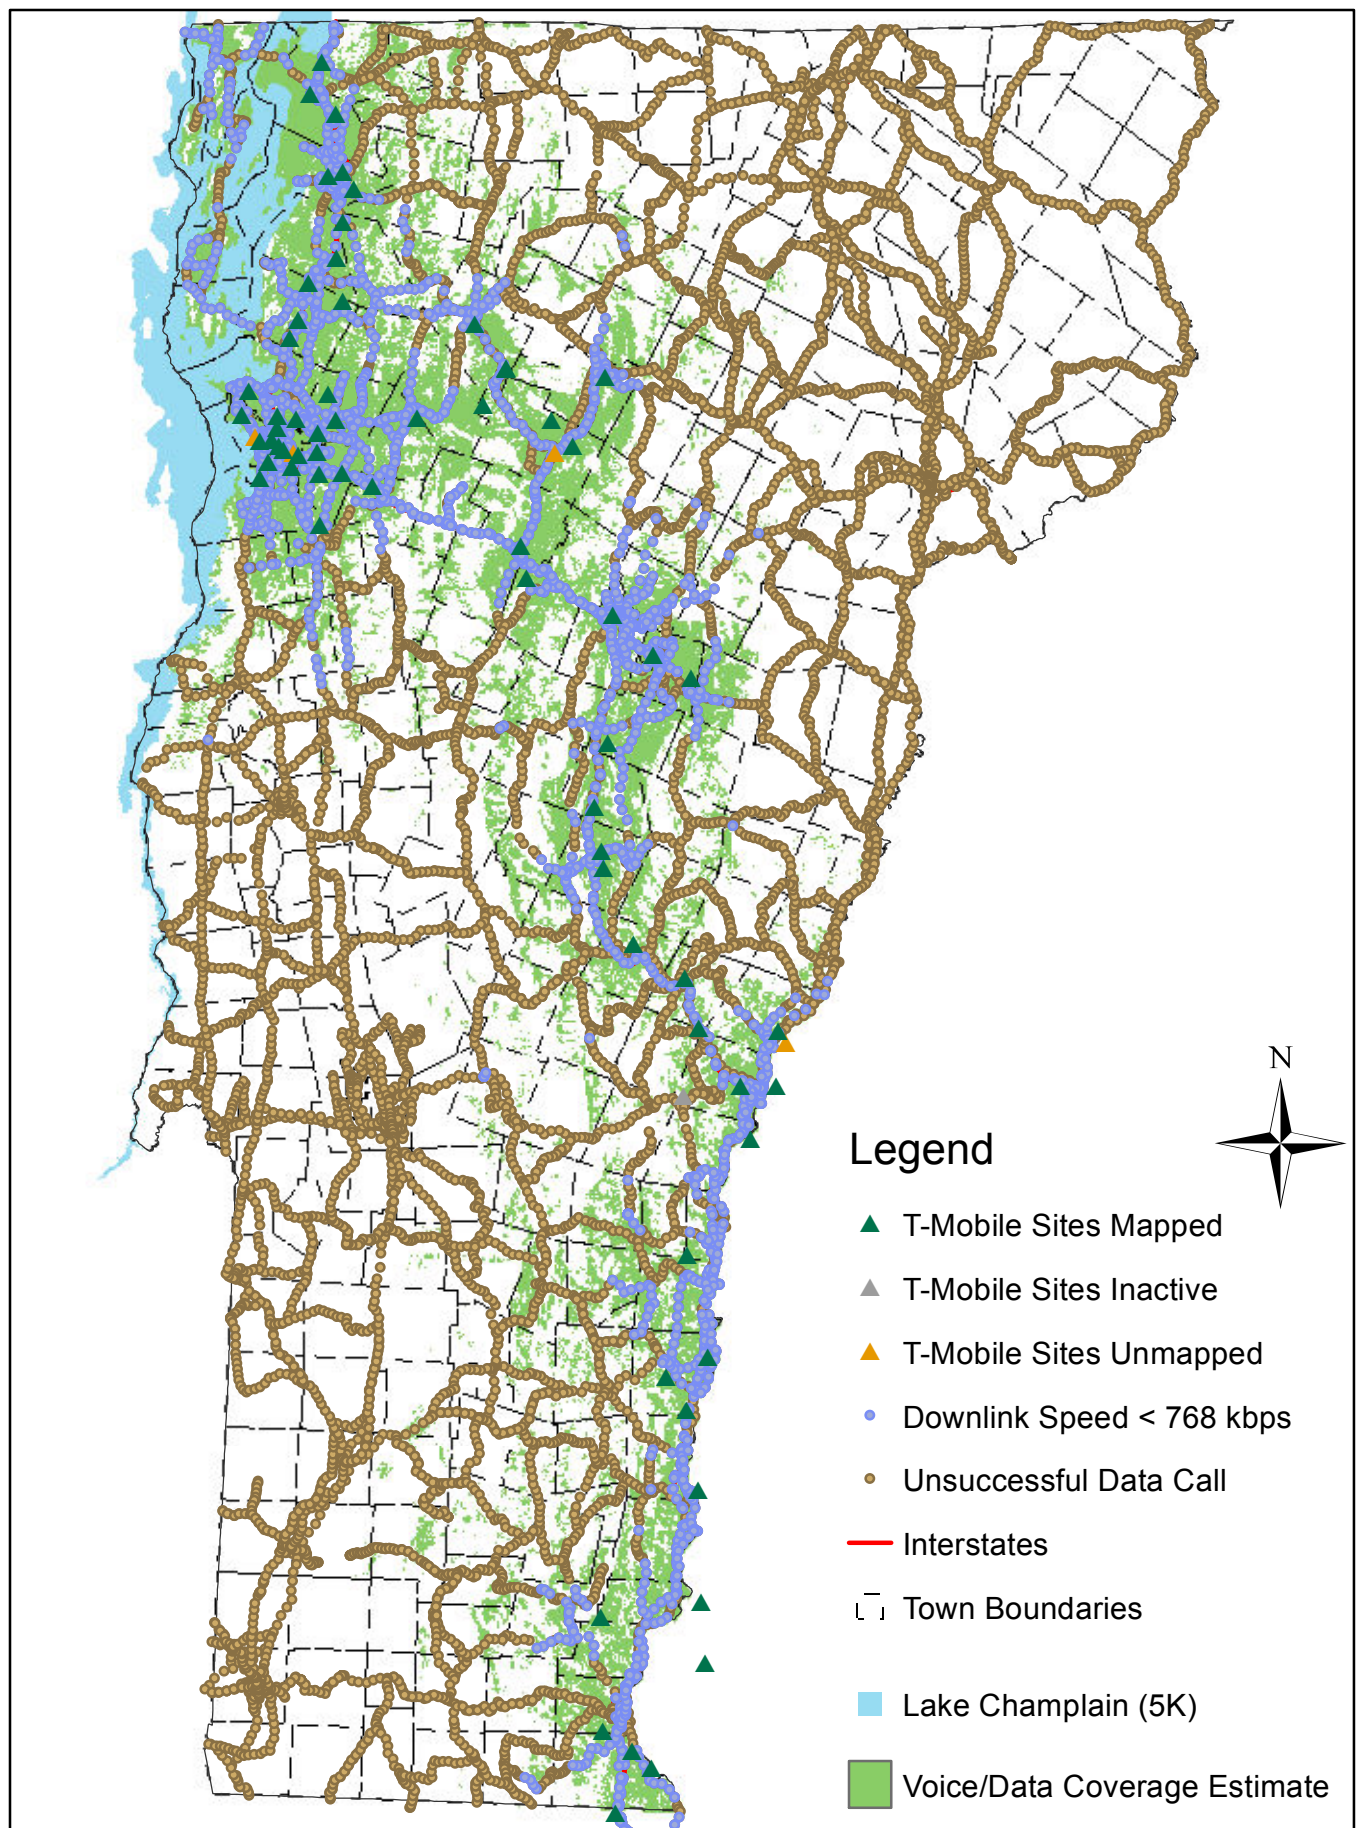 N
Legend
T-Mobile Sites Mapped
T-Mobile Sites Inactive
T-Mobile Sites Unmapped
Downlink Speed < 768 kbps
Unsuccessful Data Call
Interstates
Town Boundaries
Lake Champlain (5K)
Voice/Data Coverage Estimate